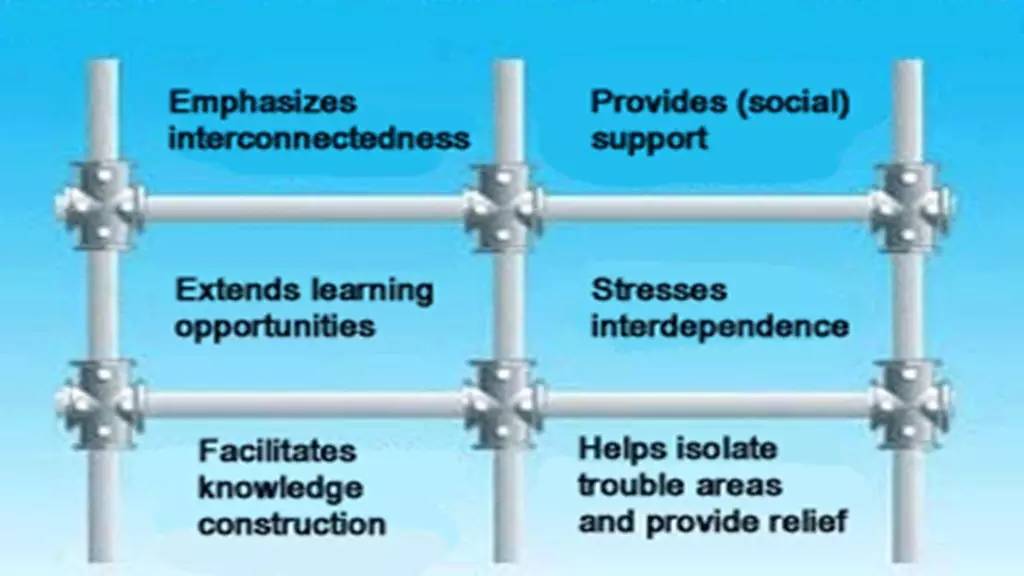 Emphasizes
interconnectedness
Provides (social)
support
Extends learning
opportunities
Stresses
interdependence
Facilitates
knowledge
construction
Helps isolate
trouble areas
and provide relief